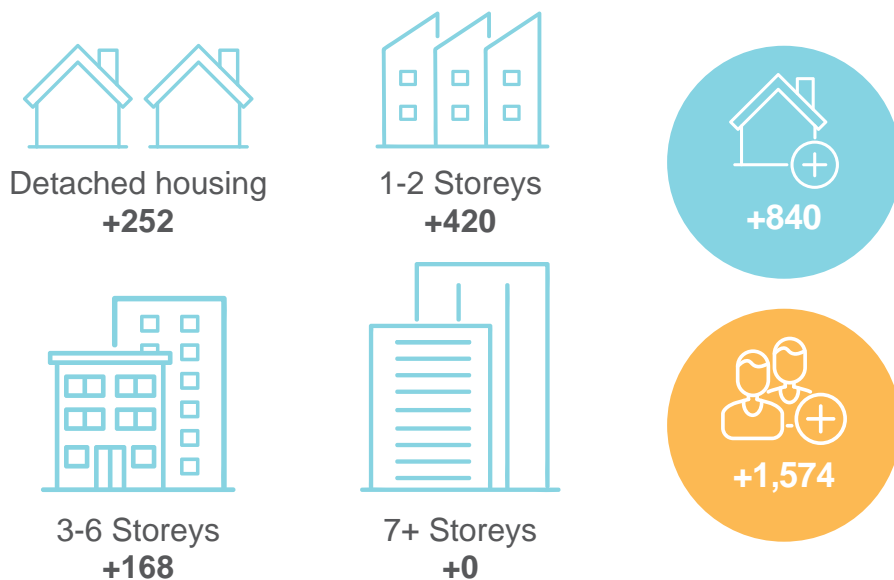 Detached housing
+252
1-2 Storeys
+420
+840
3-6 Storeys
+168
7+ Storeys
+0
+1,574